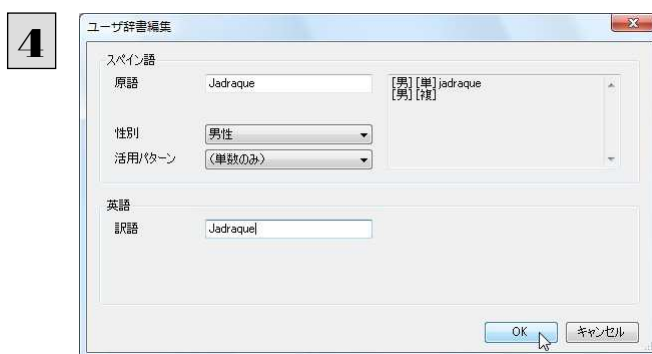 4
ユーザ辞書編集
スペイン語
原語 Jadraque [男][単]jadraque
[男][複]
性別 男性
活用パターン (単数のみ)
英語
訳語 Jadraque
OK キャンセル